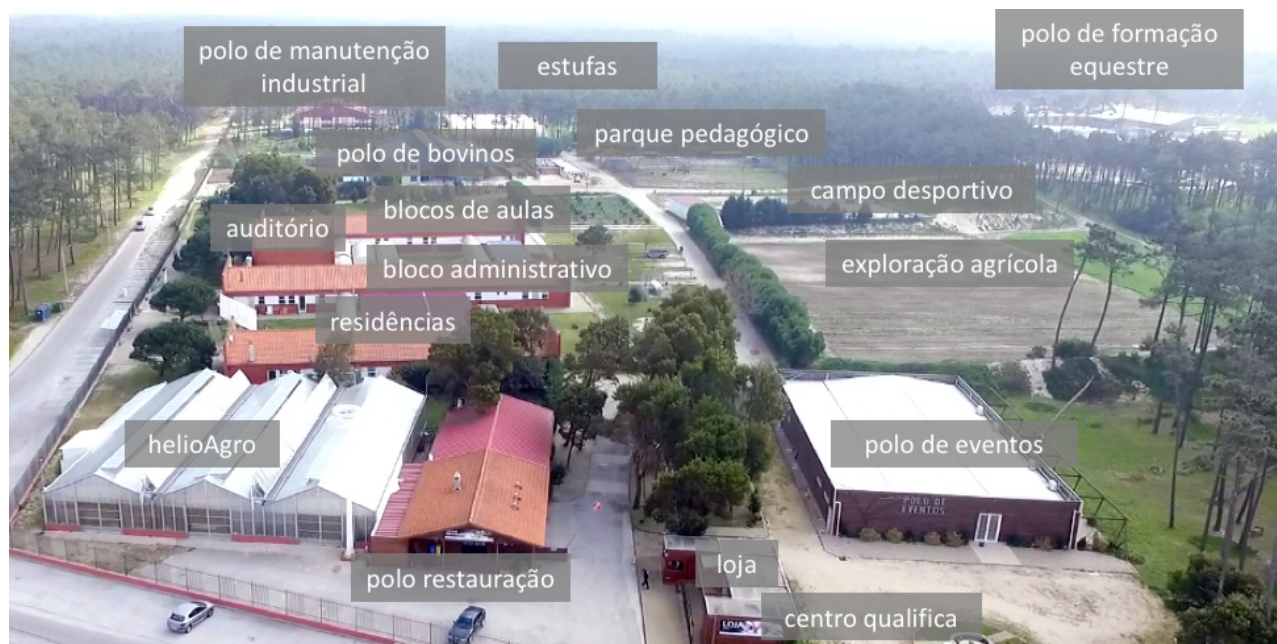 polo de manutenção
industrial
estufas
polo de formação
equestre
parque pedagógico
polo de bovinos
campo desportivo
blocos de aulas
auditório
bloco administrativo
exploração agrícola
residências
helioAgro
polo de eventos
POLO DE
EVENTOS
polo restauração
loja
centro qualifica
LOJA